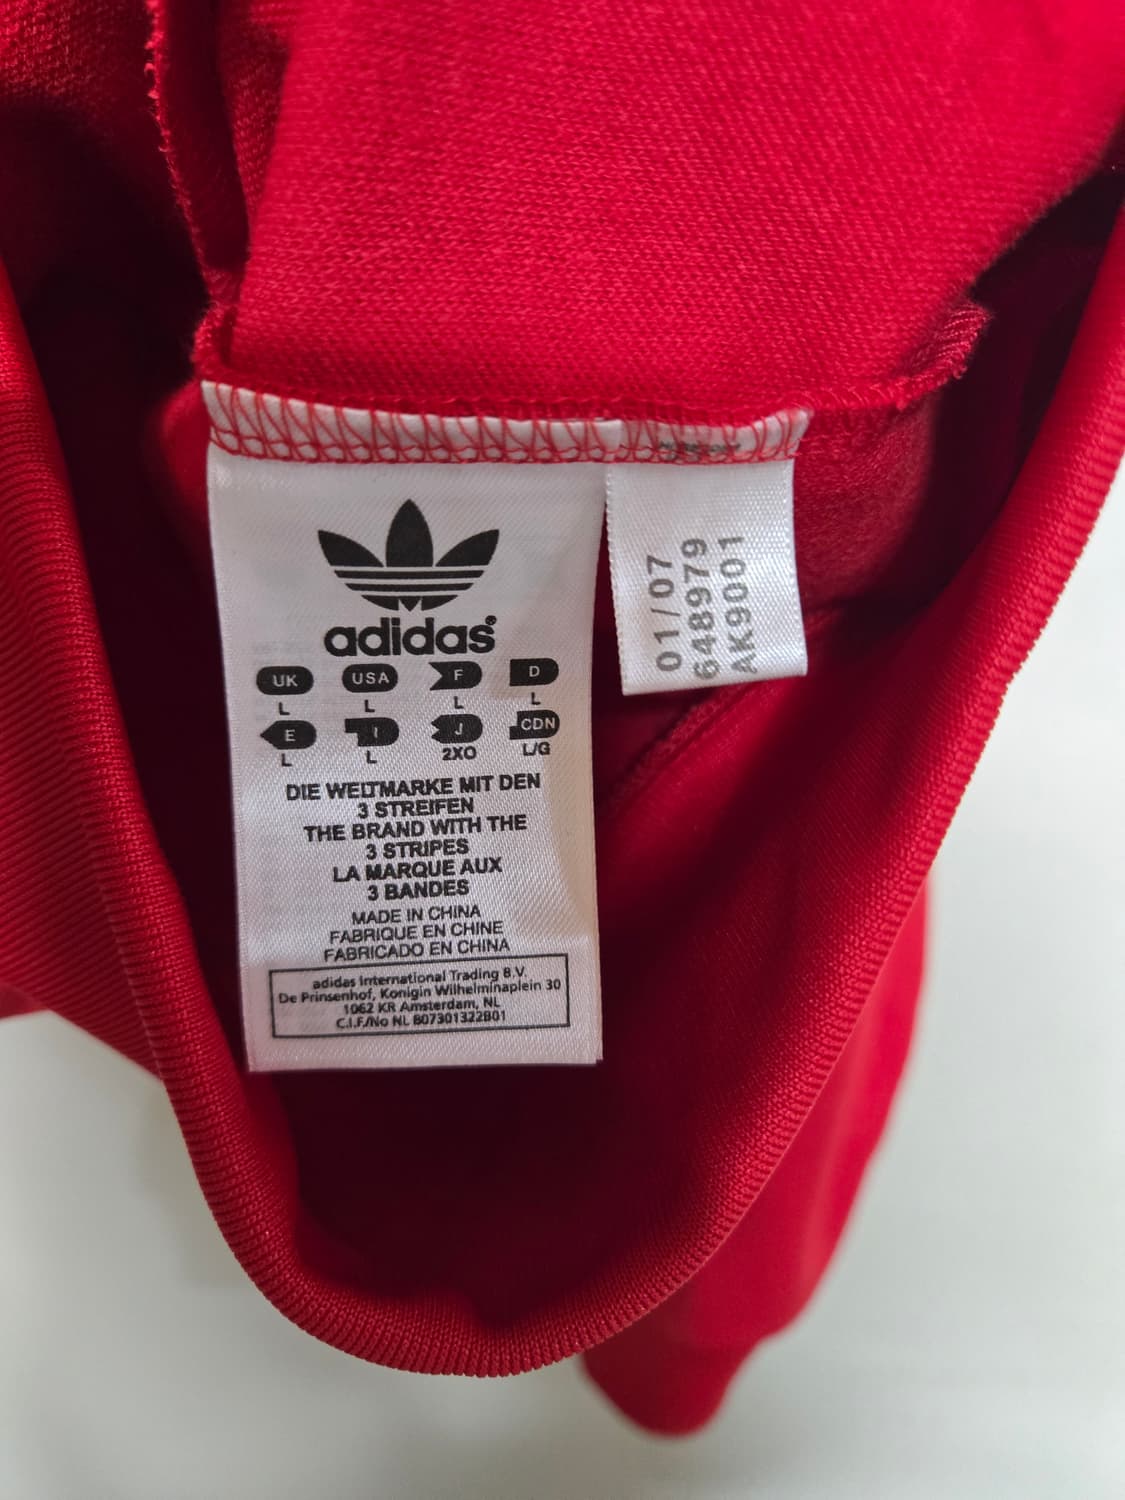 adidas
UK USA F D
L L L L
E I J CDN
L L 2XO L/G
DIE WELTMARKE MIT DEN
3 STREIFEN
THE BRAND WITH THE
3 STRIPES
LA MARQUE AUX
3 BANDES
MADE IN CHINA
FABRIQUE EN CHINE
FABRICADO EN CHINA
adidas International Trading B.V.
De Prinsenhof, Konigin Wilhelminaplein 30
1062 KR Amsterdam, NL
C.I.F./No NL 807301322B01
01/07
648979
AK9001